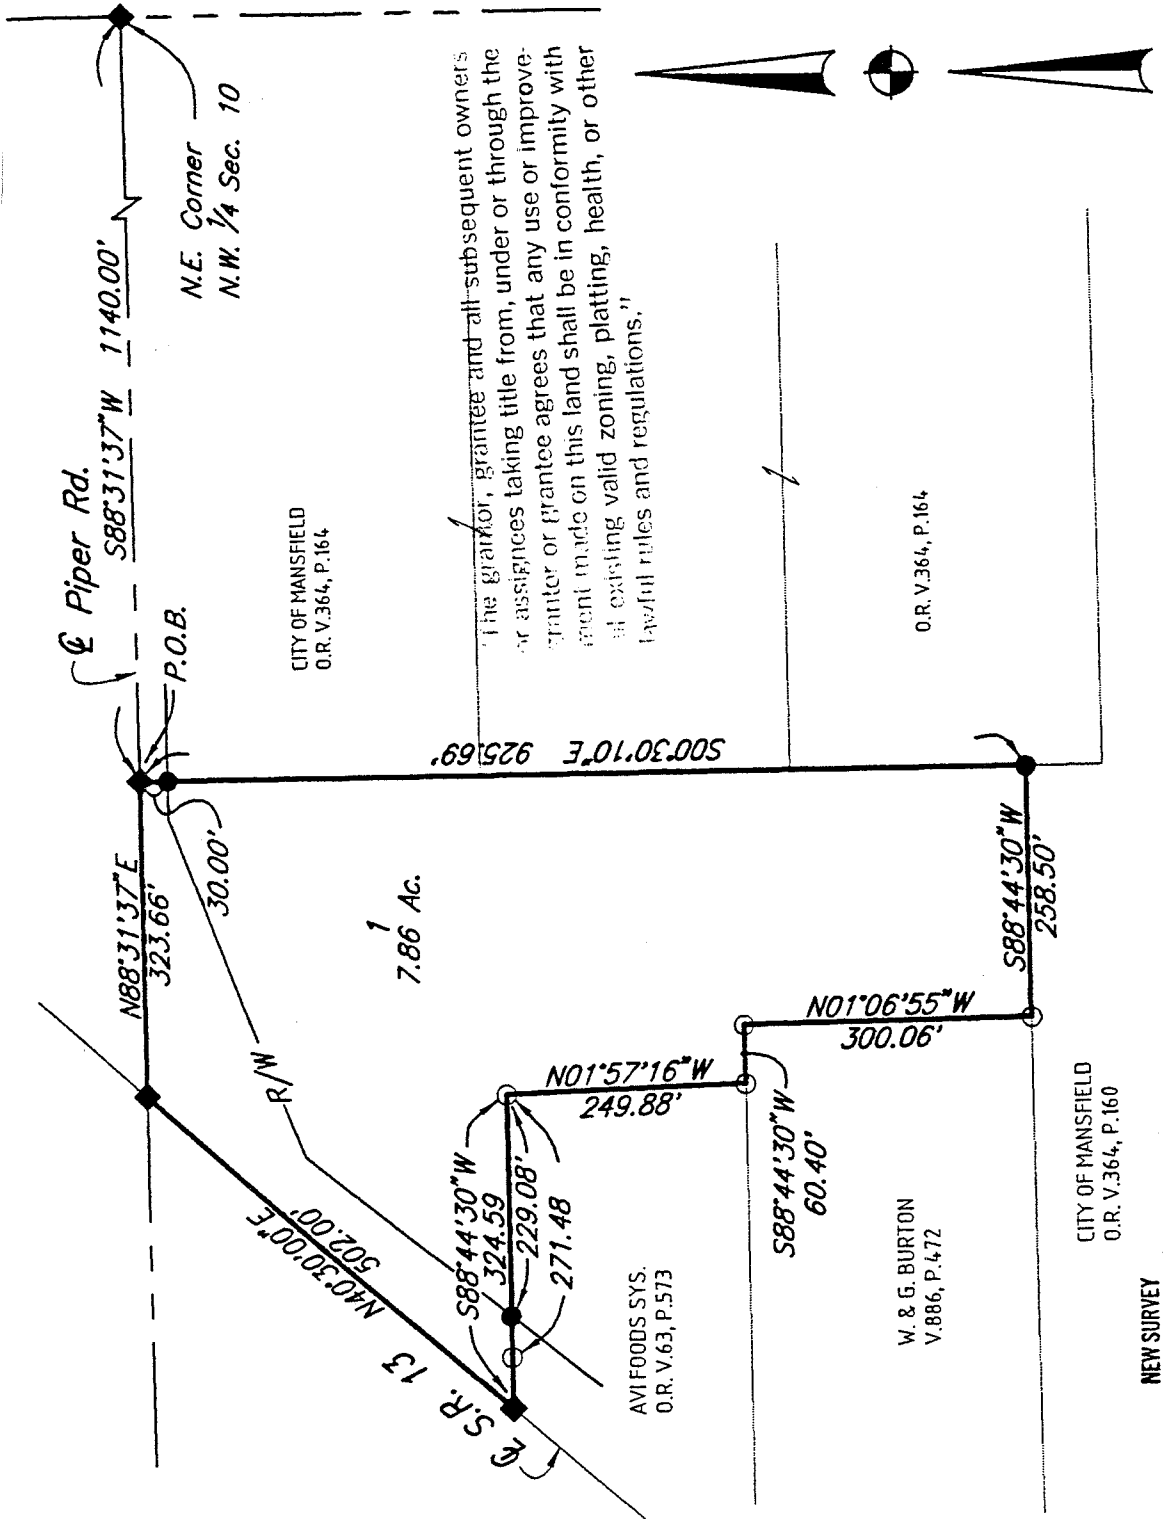 ℄ Piper Rd.
S88°31'37"W 1140.00'
N.E. Corner
N.W. 1/4 Sec. 10
P.O.B.
N88°31'37"E
323.66'
30.00'
CITY OF MANSFIELD
O.R. V.364, P.164
"The grantor, grantee and all subsequent owners
or assignees taking title from, under or through the
grantor or grantee agrees that any use or improve-
ment made on this land shall be in conformity with
all existing valid zoning, platting, health, or other
lawful rules and regulations."
R/W
1
7.86 Ac.
S00°30'10"E 925.69'
N40°30'00"E
502.00'
℄ S.R. 13
S88°44'30"W
324.59
229.08'
271.48
N01°57'16"W
249.88'
S88°44'30"W
60.40'
N01°06'55"W
300.06'
S88°44'30"W
258.50'
O.R. V.364, P.164
AVI FOODS SYS.
O.R. V.63, P.573
W. & G. BURTON
V.886, P.472
CITY OF MANSFIELD
O.R. V.364, P.160
NEW SURVEY